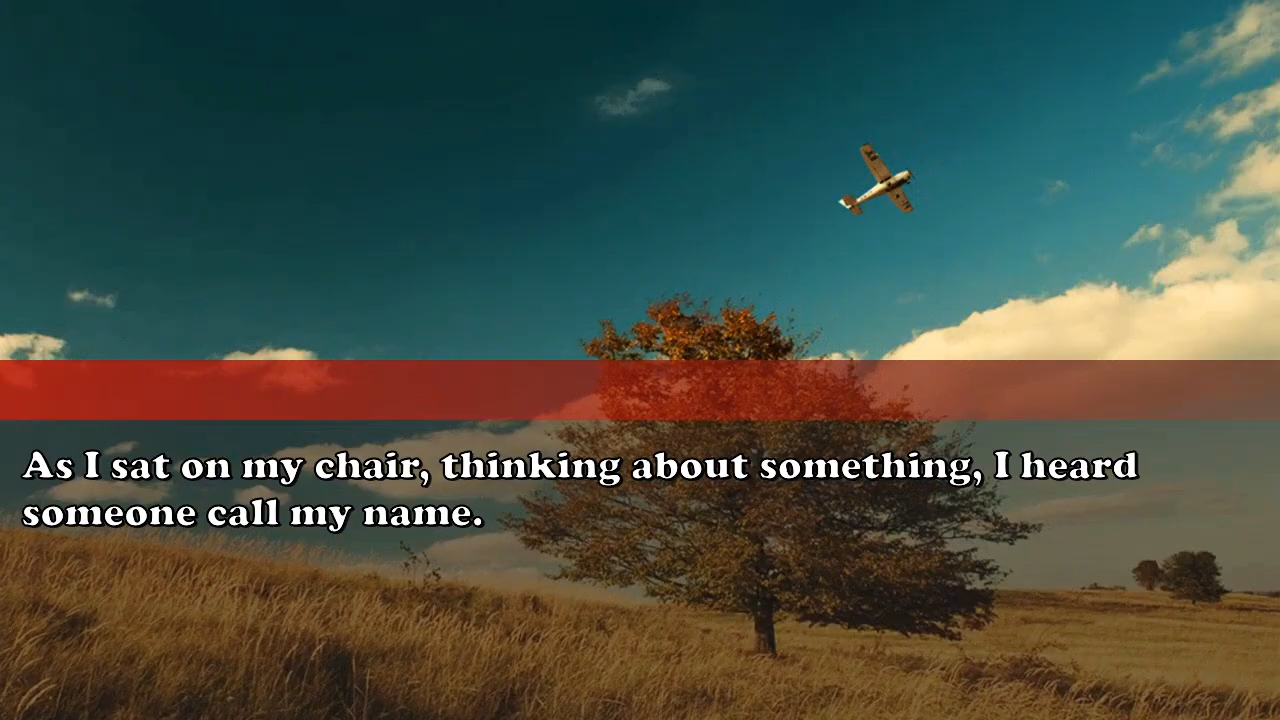 As I sat on my chair, thinking about something, I heard
someone call my name.